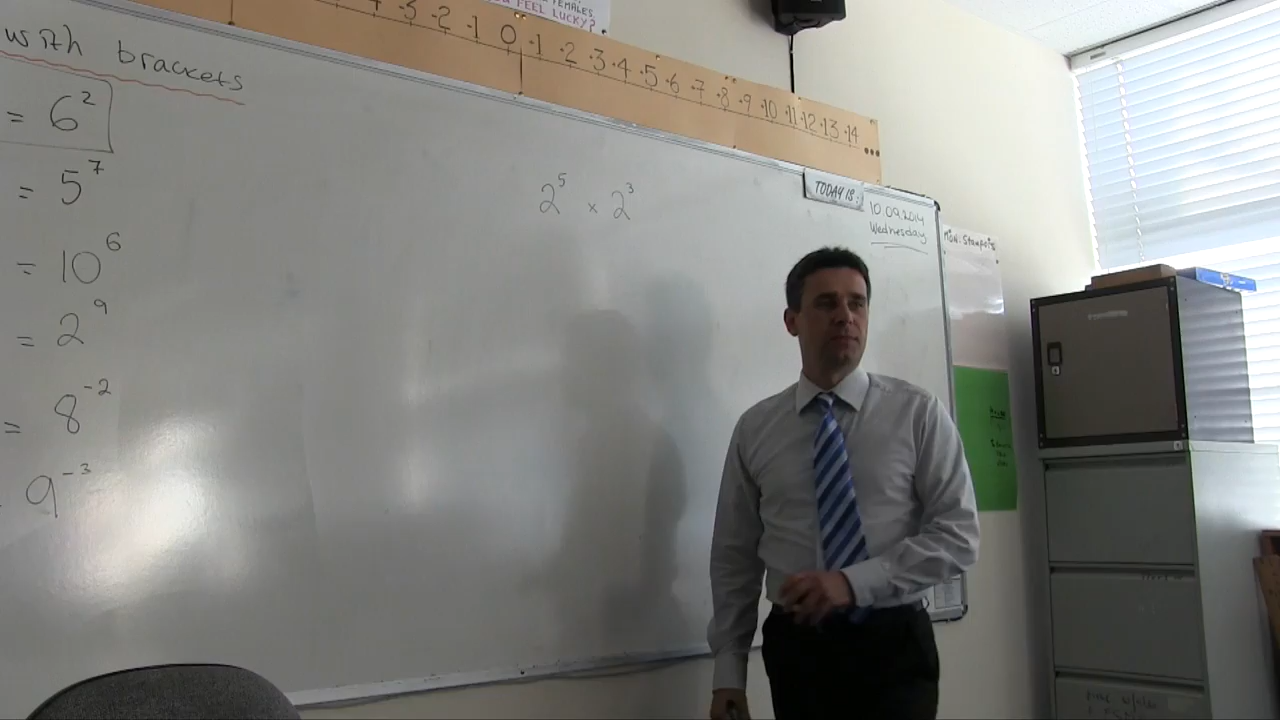 FEMALES
FEEL LUCKY?
-3 -2 -1 0 1 2 3 4 5 6 7 8 9 10 11 12 13 14 ...
with brackets
= 6²
= 5⁷
= 10⁶
= 2⁹
= 8⁻²
9⁻³
2⁵ × 2³
TODAY IS:
10.09.2014
Wednesday